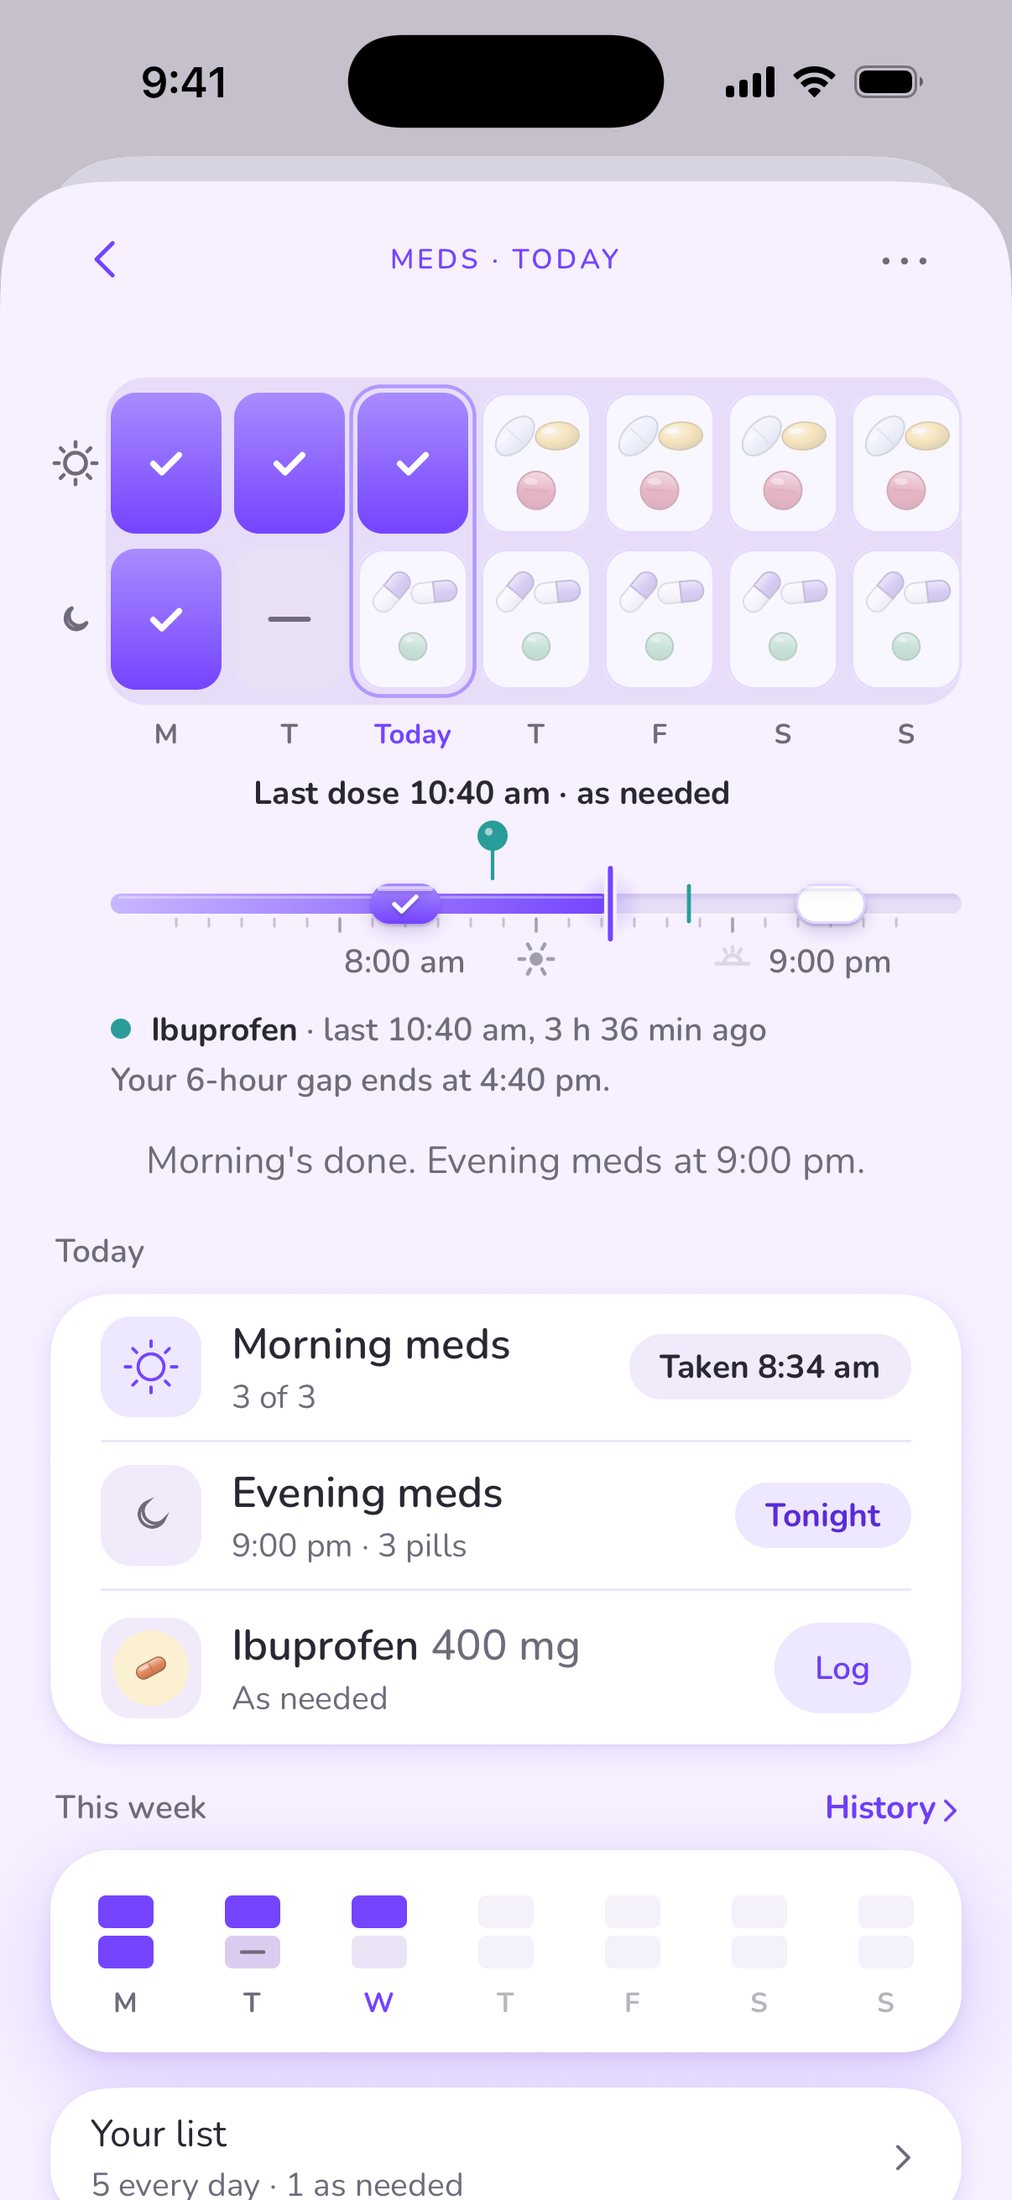 9:41
MEDS · TODAY
M T Today T F S S
Last dose 10:40 am · as needed
8:00 am 9:00 pm
Ibuprofen · last 10:40 am, 3 h 36 min ago
Your 6-hour gap ends at 4:40 pm.
Morning's done. Evening meds at 9:00 pm.
Today
Morning meds
3 of 3
Taken 8:34 am
Evening meds
9:00 pm · 3 pills
Tonight
Ibuprofen 400 mg
As needed
Log
This week
History
M T W T F S S
Your list
5 every day · 1 as needed